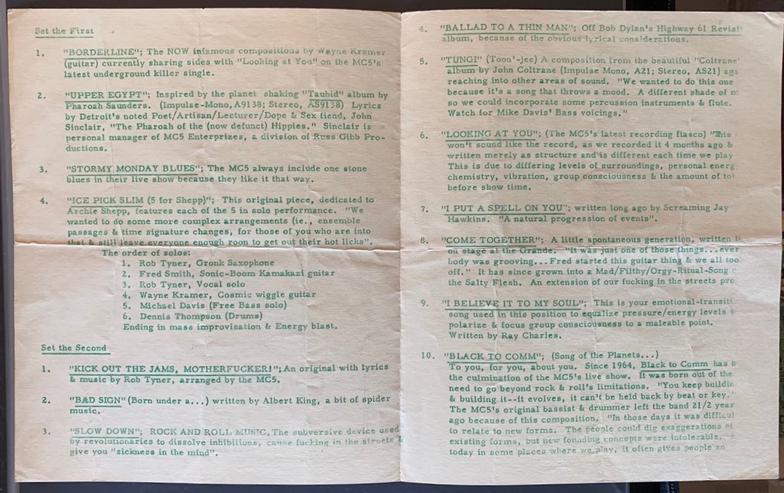 Set the First
1. "BORDERLINE"; The NOW infamous compositions by Wayne Kramer
(guitar) currently sharing sides with "Looking at You" on the MC5's
latest underground killer single.
2. "UPPER EGYPT"; Inspired by the planet shaking "Tauhid" album by
Pharoah Saunders. (Impulse-Mono, A9138; Stereo, AS9138) Lyrics
by Detroit's noted Poet/Artisan/Lecturer/Dope & Sex fiend, John
Sinclair, "The Pharoah of the (now defunct) Hippies." Sinclair is
personal manager of MC5 Enterprizes, a division of Russ Gibb Pro-
ductions.
3. "STORMY MONDAY BLUES"; The MC5 always include one stone
blues in their live show because they like it that way.
4. "ICE PICK SLIM (5 for Shepp)"; This original piece, dedicated to
Archie Shepp, features each of the 5 in solo performance. "We
wanted to do some more complex arrangements (ie., ensemble
passages & time signature changes, for those of you who are into
that & still leave everyone enough room to get out their hot licks".
The order of solos:
1. Rob Tyner, Gronk Saxophone
2. Fred Smith, Sonic-Boom Kamakazi guitar
3. Rob Tyner, Vocal solo
4. Wayne Kramer, Cosmic wiggle guitar
5. Michael Davis (Free Bass solo)
6. Dennis Thompson (Drums)
Ending in mass improvisation & Energy blast.
Set the Second
1. "KICK OUT THE JAMS, MOTHERFUCKER!"; An original with lyrics
& music by Rob Tyner, arranged by the MC5.
2. "BAD SIGN" (Born under a...) written by Albert King, a bit of spider
music.
3. "SLOW DOWN"; ROCK AND ROLL MUSIC, The subversive device used
by revolutionaries to dissolve inhibitions, cause fucking in the streets &
give you "sickness in the mind".
4. "BALLAD TO A THIN MAN"; Off Bob Dylan's Highway 61 Revisi
album, because of the obvious lyrical considerations.
5. "TUNGI" (Toon'-jee) A composition from the beautiful "Coltrane"
album by John Coltrane (Impulse Mono, A21; Stereo, AS21) aga
reaching into other areas of sound. "We wanted to do this one
because it's a song that throws a mood. A different shade of m
so we could incorporate some percussion instruments & flute.
Watch for Mike Davis' Bass voicings."
6. "LOOKING AT YOU"; (The MC5's latest recording fiasco) "This
won't sound like the record, as we recorded it 4 months ago &
written merely as structure and is different each time we play
This is due to differing levels of surroundings, personal energ
chemistry, vibration, group consciousness & the amount of to
before show time.
7. "I PUT A SPELL ON YOU"; written long ago by Screaming Jay
Hawkins. "A natural progression of events".
8. "COME TOGETHER"; A little spontaneous generation, written li
on stage at the Grande. "It was just one of those things...ever
body was grooving...Fred started this guitar thing & we all too
off." It has since grown into a Mad/Filthy/Orgy-Ritual-Song
the Salty Flesh. An extension of our fucking in the streets pro
9. "I BELIEVE IT TO MY SOUL"; This is your emotional-transiti
song used in this position to equalize pressure/energy levels
polarize & focus group consciousness to a maleable point.
Written by Ray Charles.
10. "BLACK TO COMM"; (Song of the Planets...)
To you, for you, about you. Since 1964, Black to Comm has
the culmination of the MC5's live show. It was born out of the
need to go beyond rock & roll's limitations. "You keep buildin
& building it--it evolves, it can't be held back by beat or key."
The MC5's original bassist & drummer left the band 21/2 year
ago because of this composition. "In those days it was difficul
to relate to new forms. The people could dig exaggerations
existing forms, but new founding concepts were intolerable.
today in some places where we play, it often gives people